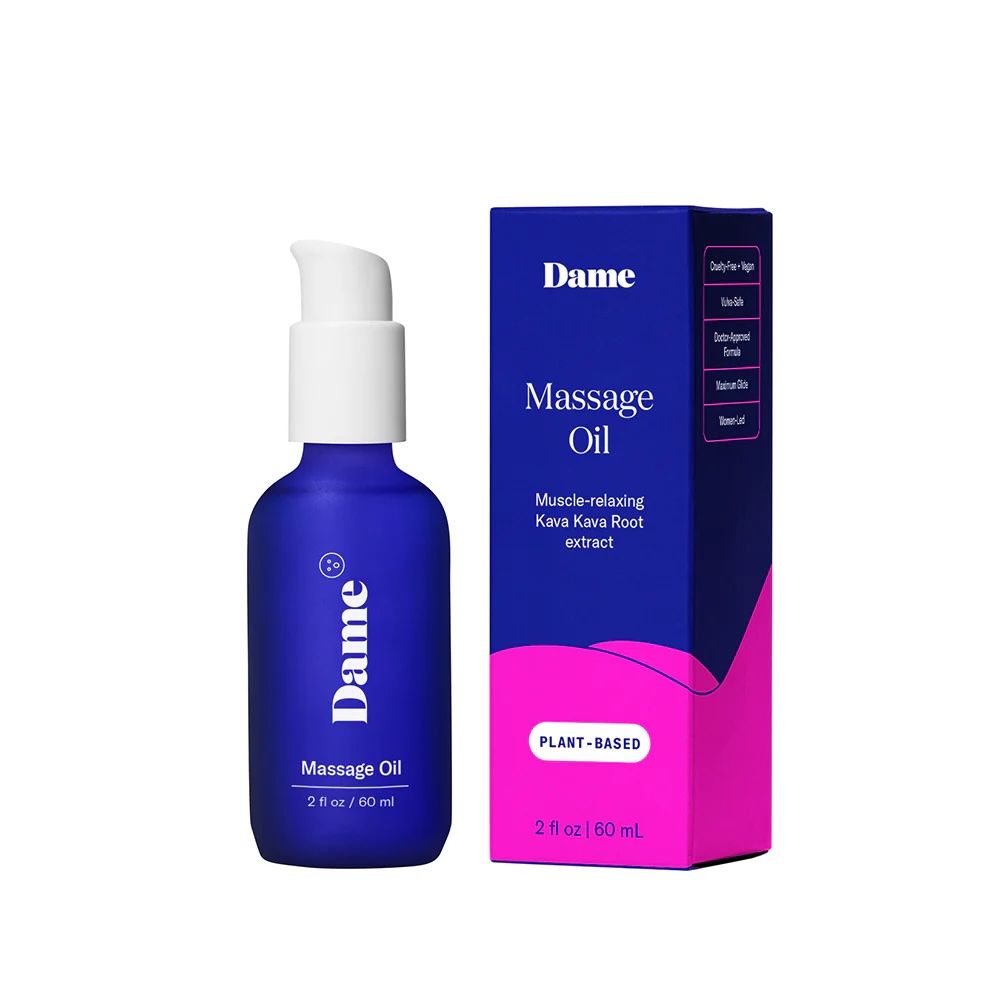 Dame
Massage Oil
2 fl oz / 60 ml
Dame
Massage
Oil
Muscle-relaxing
Kava Kava Root
extract
PLANT-BASED
2 fl oz | 60 mL
Cruelty-Free + Vegan
Vulva-Safe
Doctor-Approved
Formula
Maximum Glide
Women-Led